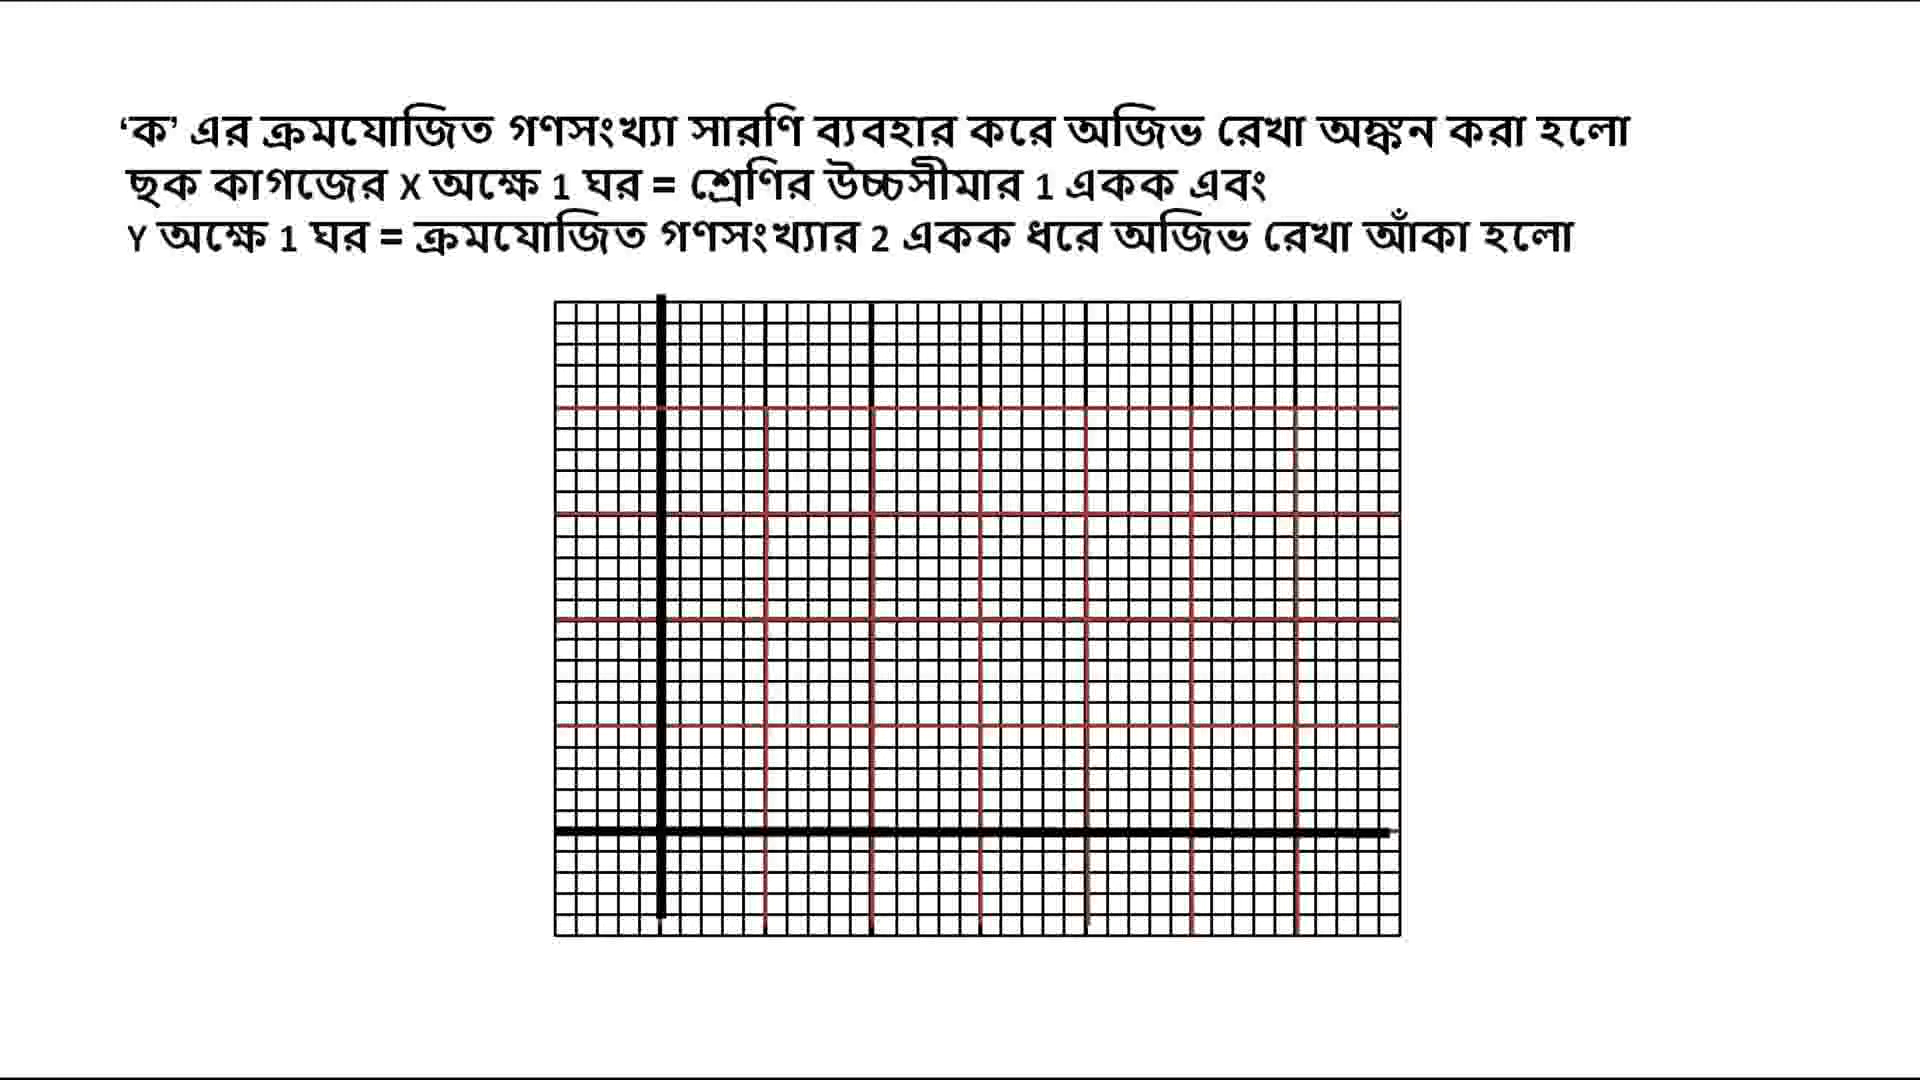 ‘ক’ এর ক্রমযোজিত গণসংখ্যা সারণি ব্যবহার করে অজিভ রেখা অঙ্কন করা হলো
ছক কাগজের X অক্ষে 1 ঘর = শ্রেণির উচ্চসীমার 1 একক এবং
Y অক্ষে 1 ঘর = ক্রমযোজিত গণসংখ্যার 2 একক ধরে অজিভ রেখা আঁকা হলো